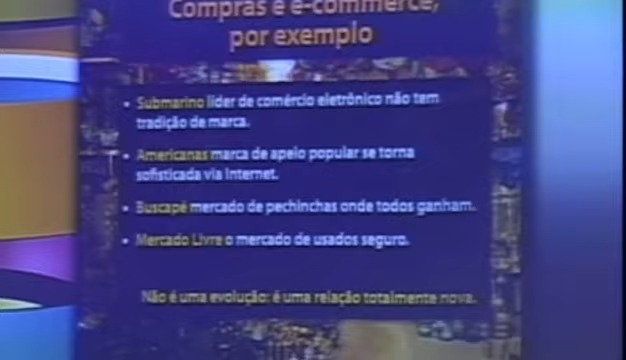 Compras e e-commerce,
por exemplo
• Submarino líder de comércio eletrônico não tem
tradição de marca.
• Americanas marca de apelo popular se torna
sofisticada via Internet.
• Buscapé mercado de pechinchas onde todos ganham.
• Mercado Livre o mercado de usados seguro.
Não é uma evolução: é uma relação totalmente nova.